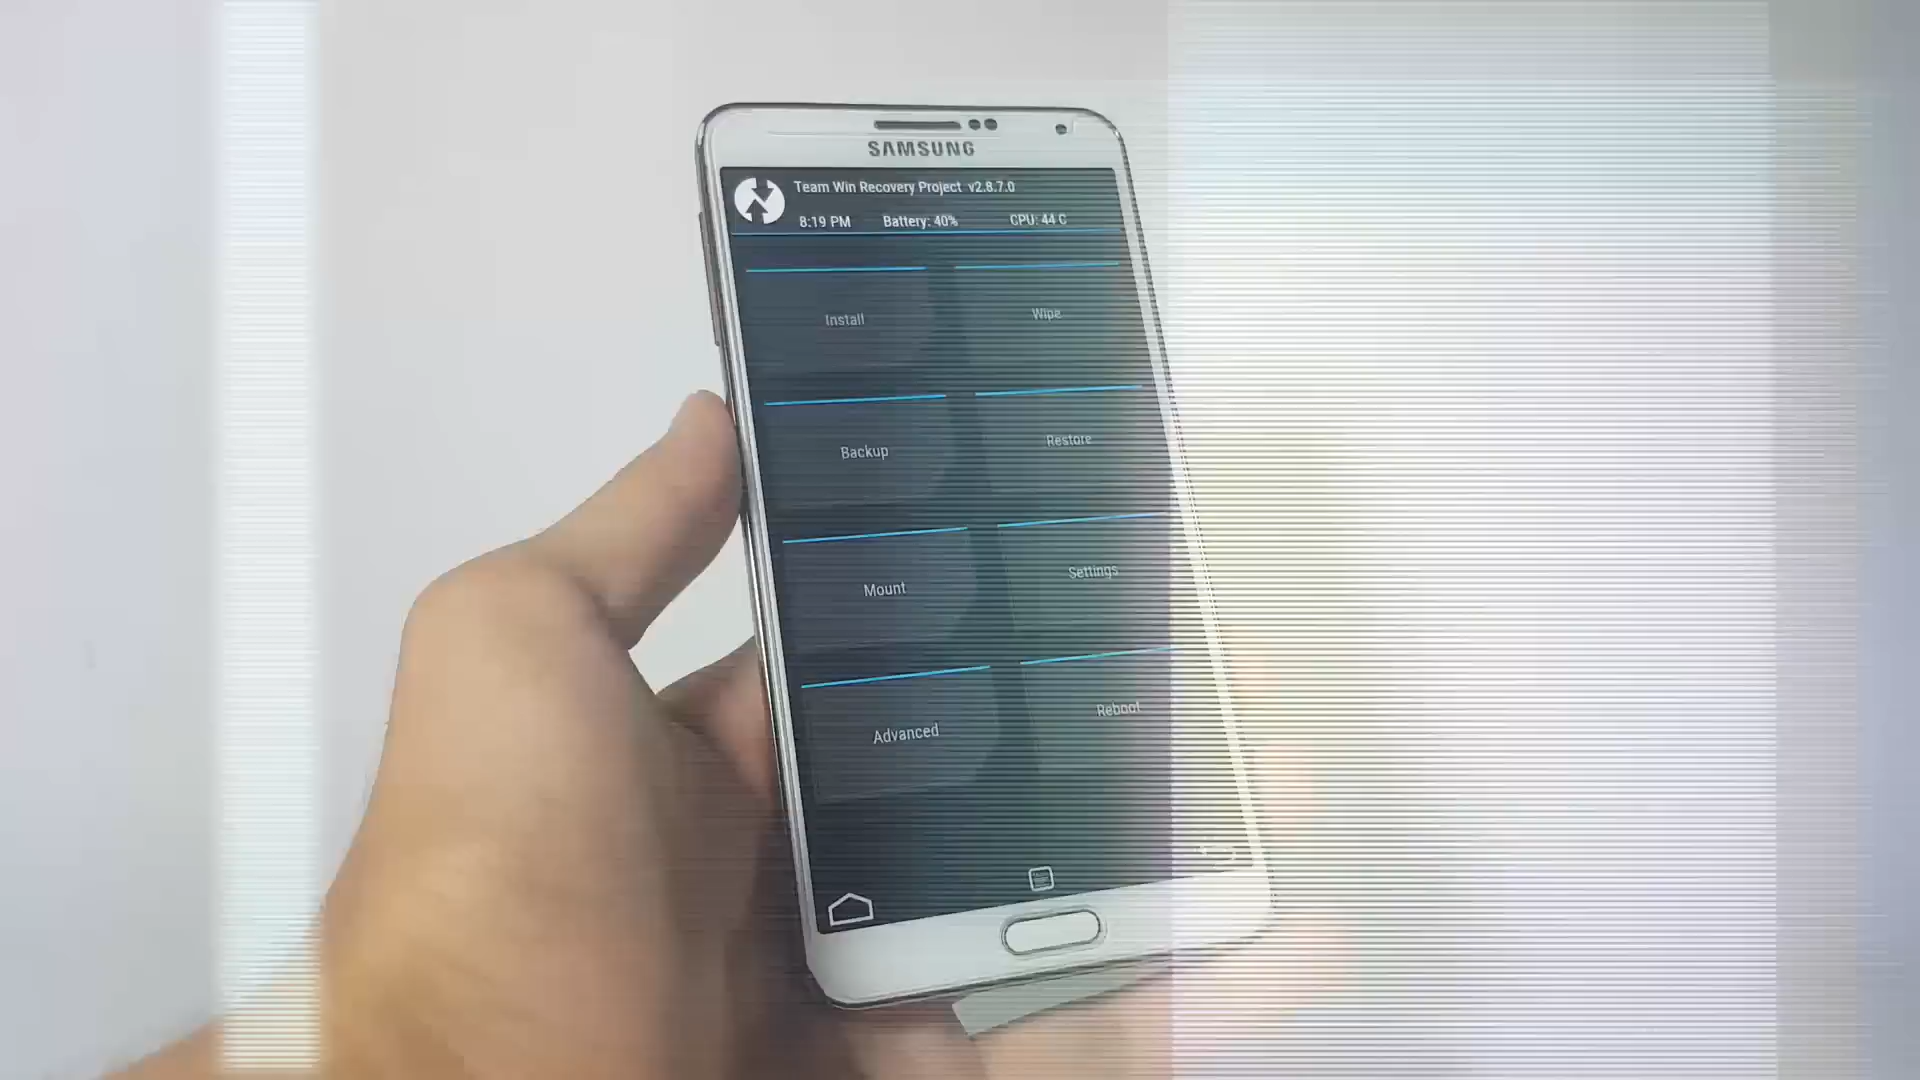 SAMSUNG
Team Win Recovery Project v2.8.7.0
8:19 PM Battery: 40% CPU: 44 C
Install Wipe
Backup Restore
Mount Settings
Advanced Reboot